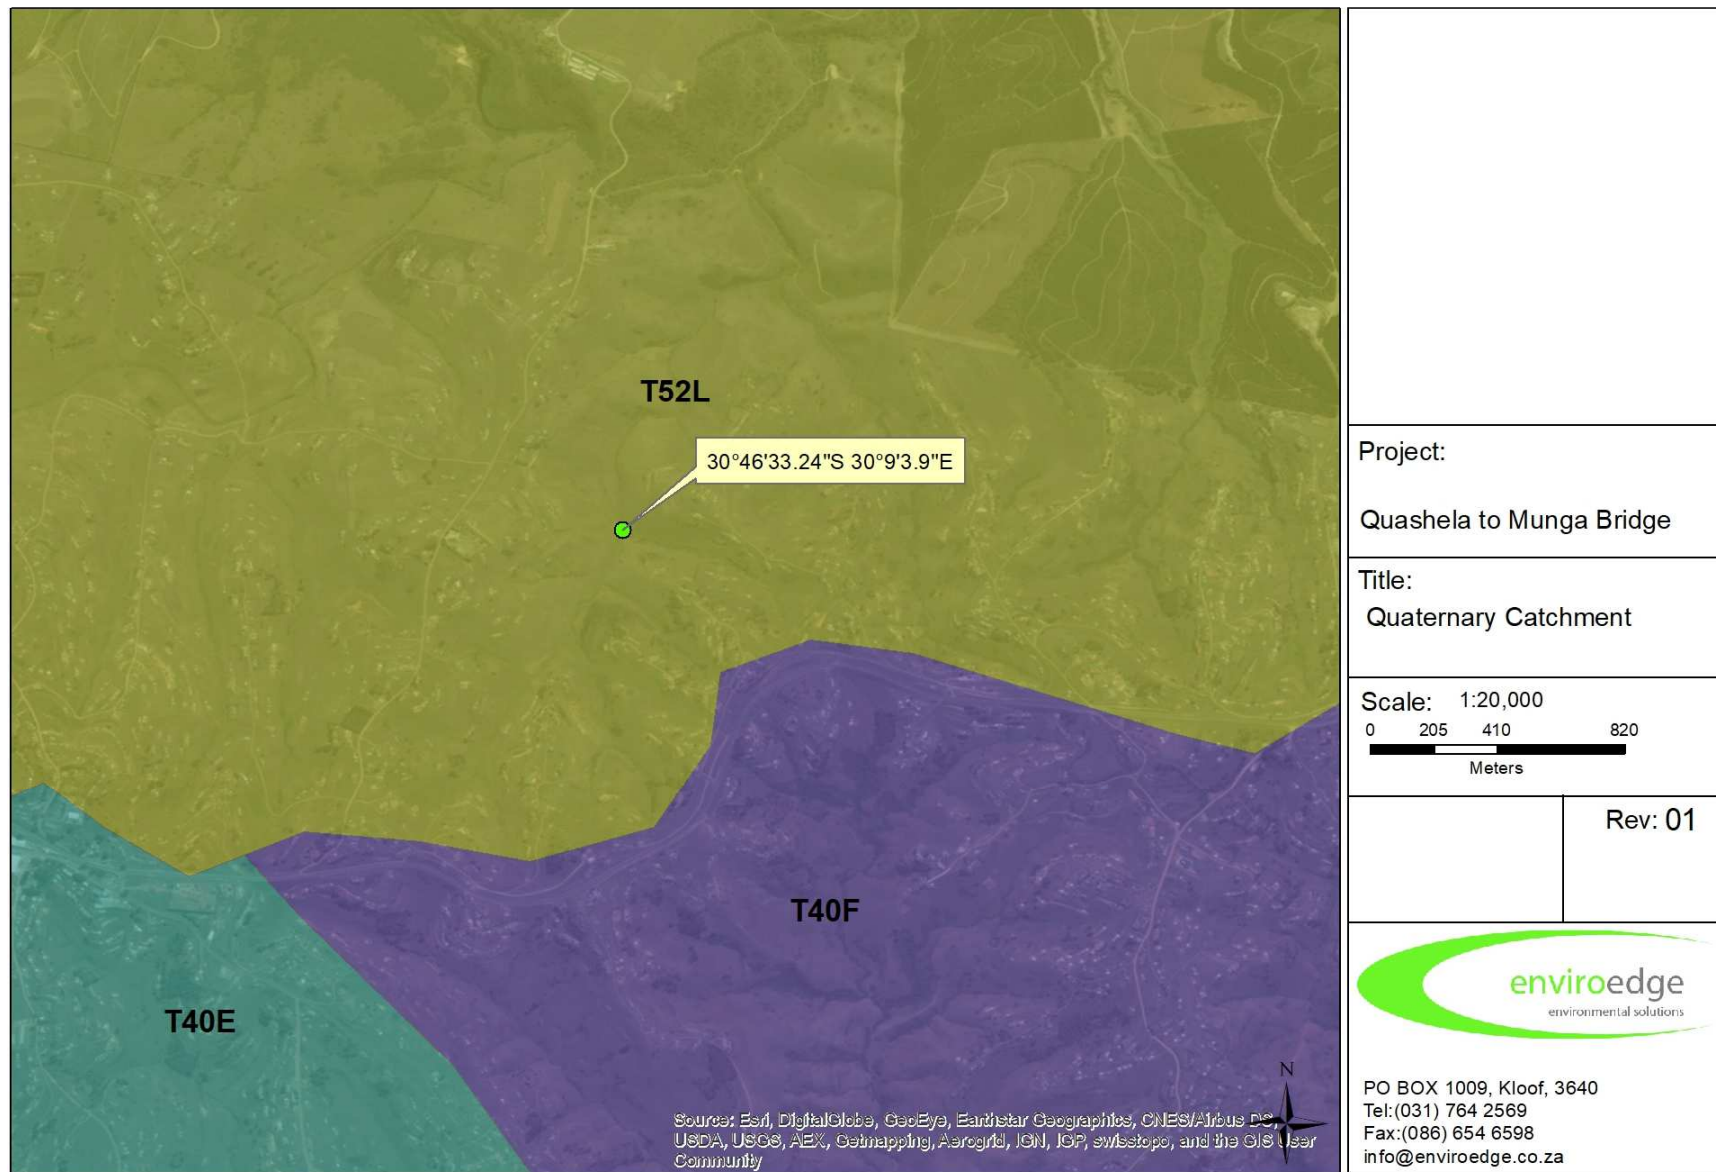 T52L
30°46'33.24"S 30°9'3.9"E
T40F
T40E
N
Source: Esri, DigitalGlobe, GeoEye, Earthstar Geographics, CNES/Airbus DS,
USDA, USGS, AEX, Getmapping, Aerogrid, IGN, IGP, swisstopo, and the GIS User
Community
Project:
Quashela to Munga Bridge
Title:
Quaternary Catchment
Scale: 1:20,000
0 205 410 820
Meters
Rev: 01
enviroedge
environmental solutions
PO BOX 1009, Kloof, 3640
Tel:(031) 764 2569
Fax:(086) 654 6598
info@enviroedge.co.za